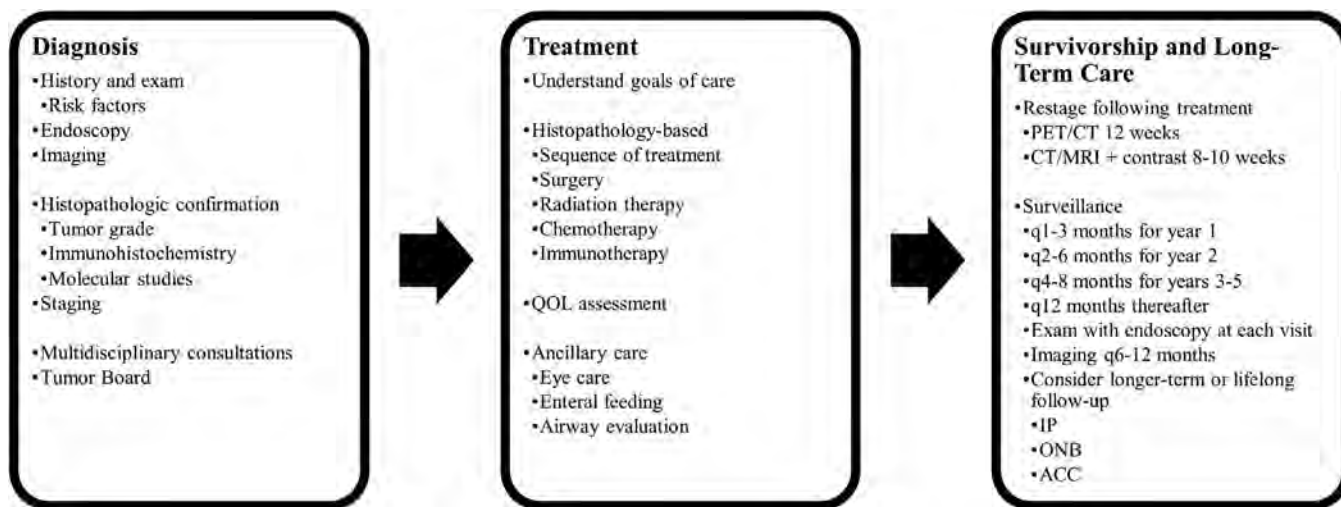 Diagnosis
•History and exam
•Risk factors
•Endoscopy
•Imaging
•Histopathologic confirmation
•Tumor grade
•Immunohistochemistry
•Molecular studies
•Staging
•Multidisciplinary consultations
•Tumor Board
Treatment
•Understand goals of care
•Histopathology-based
•Sequence of treatment
•Surgery
•Radiation therapy
•Chemotherapy
•Immunotherapy
•QOL assessment
•Ancillary care
•Eye care
•Enteral feeding
•Airway evaluation
Survivorship and Long-
Term Care
•Restage following treatment
•PET/CT 12 weeks
•CT/MRI + contrast 8-10 weeks
•Surveillance
•q1-3 months for year 1
•q2-6 months for year 2
•q4-8 months for years 3-5
•q12 months thereafter
•Exam with endoscopy at each visit
•Imaging q6-12 months
•Consider longer-term or lifelong
follow-up
•IP
•ONB
•ACC